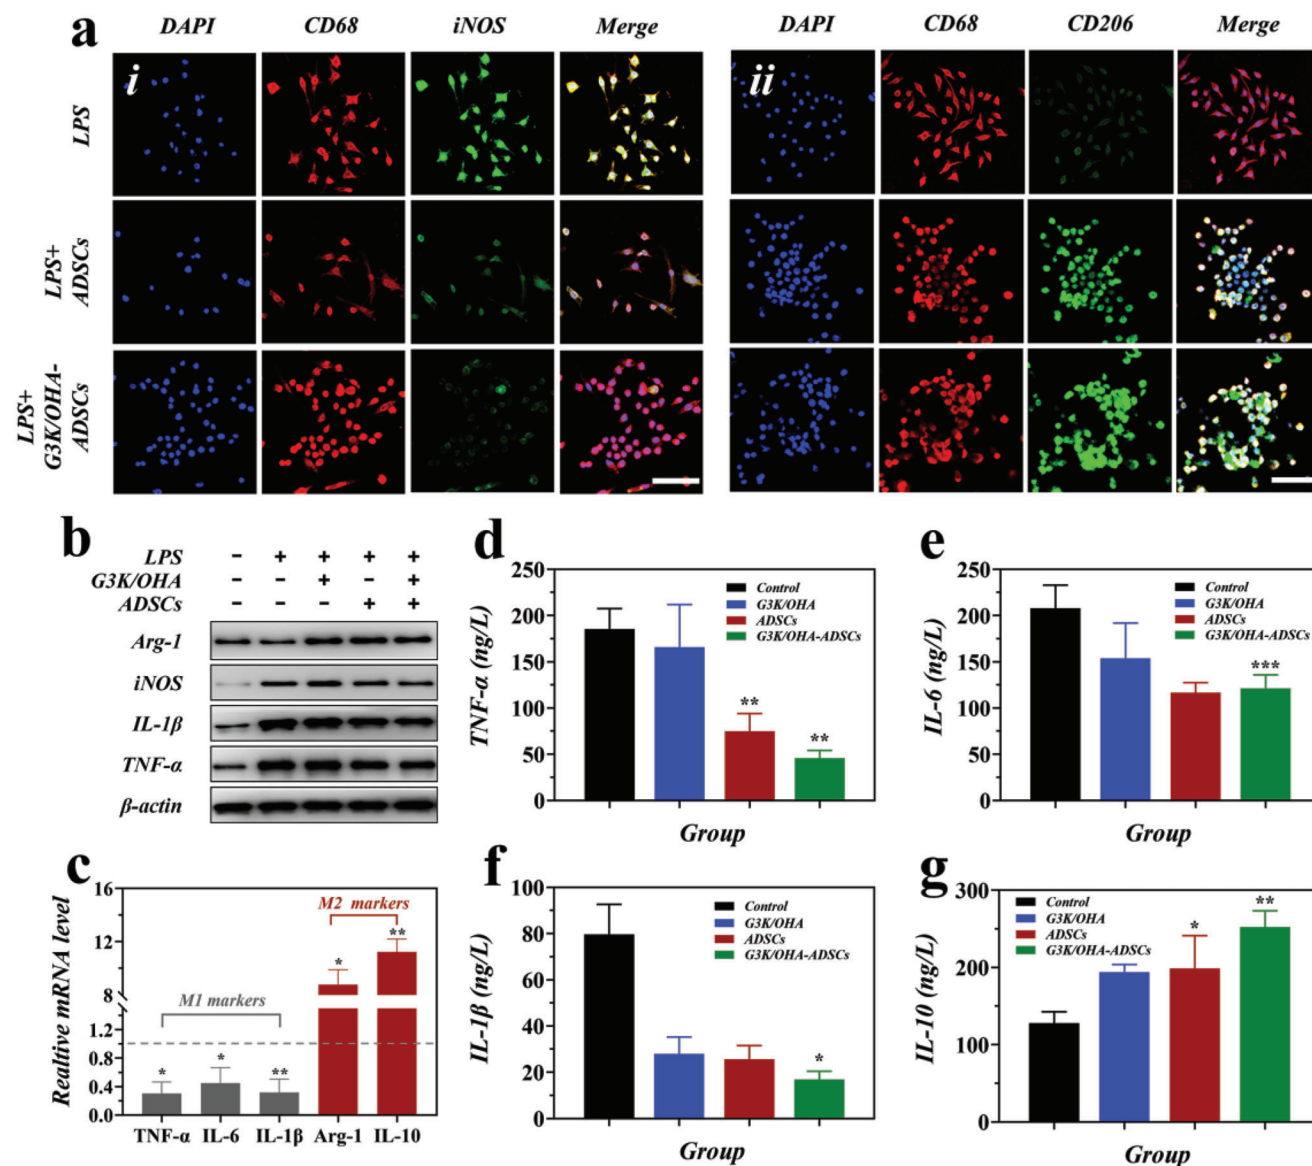 a
DAPI CD68 iNOS Merge DAPI CD68 CD206 Merge
i
ii
LPS
LPS+
ADSCs
LPS+
G3K/OHA-
ADSCs
b
LPS - + + + +
G3K/OHA - - + - +
ADSCs - - - + +
Arg-1
iNOS
IL-1β
TNF-α
β-actin
c
Realtive mRNA level
16
12
8
1.2
0.8
0.4
0.0
M1 markers
M2 markers
* * ** * **
TNF-α IL-6 IL-1β Arg-1 IL-10
d
TNF-α (ng/L)
250
200
150
100
50
0
Control
G3K/OHA
ADSCs
G3K/OHA-ADSCs
** **
Group
e
IL-6 (ng/L)
250
200
150
100
50
0
Control
G3K/OHA
ADSCs
G3K/OHA-ADSCs
***
Group
f
IL-1β (ng/L)
100
80
60
40
20
0
Control
G3K/OHA
ADSCs
G3K/OHA-ADSCs
*
Group
g
IL-10 (ng/L)
300
200
100
0
Control
G3K/OHA
ADSCs
G3K/OHA-ADSCs
* **
Group